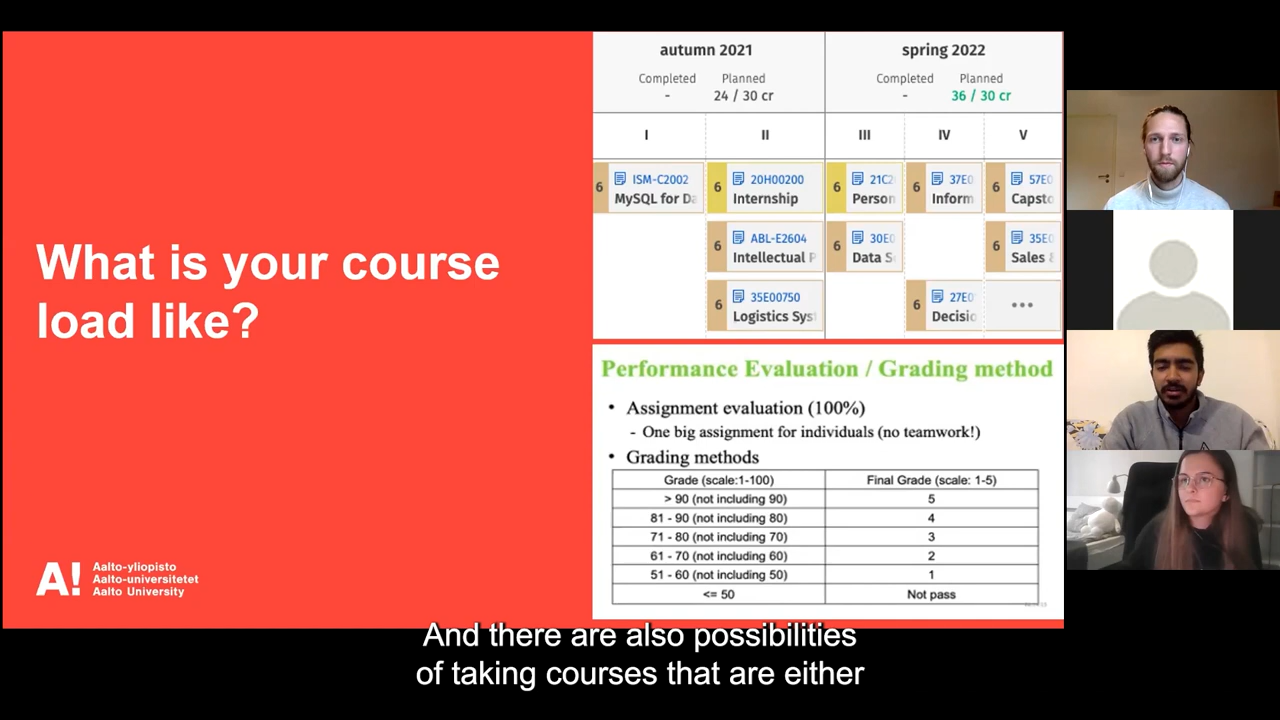 What is your course
load like?
A! Aalto-yliopisto
Aalto-universitetet
Aalto University
autumn 2021
Completed Planned
- 24 / 30 cr
spring 2022
Completed Planned
- 36 / 30 cr
I II III IV V
6 ISM-C2002
MySQL for Da
6 20H00200
Internship
6 21C2
Person
6 37E0
Inform
6 57E0
Capsto
6 ABL-E2604
Intellectual P
6 30E0
Data S
6 35E0
Sales &
6 35E00750
Logistics Syst
6 27E0
Decisio
...
Performance Evaluation / Grading method
• Assignment evaluation (100%)
- One big assignment for individuals (no teamwork!)
• Grading methods
Grade (scale:1-100) Final Grade (scale: 1-5)
> 90 (not including 90) 5
81 - 90 (not including 80) 4
71 - 80 (not including 70) 3
61 - 70 (not including 60) 2
51 - 60 (not including 50) 1
<= 50 Not pass
And there are also possibilities
of taking courses that are either